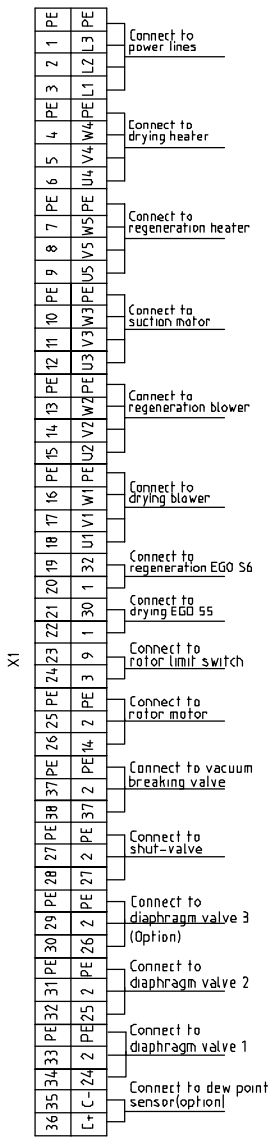 X1
PE PE
1 L3
2 L2
3 L1
Connect to
power lines
PE PE
4 W4
5 V4
6 U4
Connect to
drying heater
PE PE
7 W5
8 V5
9 U5
Connect to
regeneration heater
PE PE
10 W3
11 V3
12 U3
Connect to
suction motor
PE PE
13 W2
14 V2
15 U2
Connect to
regeneration blower
PE PE
16 W1
17 V1
18 U1
Connect to
drying blower
19 32
20 1
Connect to
regeneration EGO S6
21 30
22 1
Connect to
drying EGO S5
23 9
24 3
Connect to
rotor limit switch
PE PE
25 2
26 14
Connect to
rotor motor
PE PE
37 2
38 37
Connect to vacuum
breaking valve
PE PE
27 2
28 27
Connect to
shut-valve
PE PE
29 2
30 26
Connect to
diaphragm valve 3
(Option)
PE PE
31 2
32 25
Connect to
diaphragm valve 2
PE PE
33 2
34 24
Connect to
diaphragm valve 1
35 C-
36 C+
Connect to dew point
sensor(option)